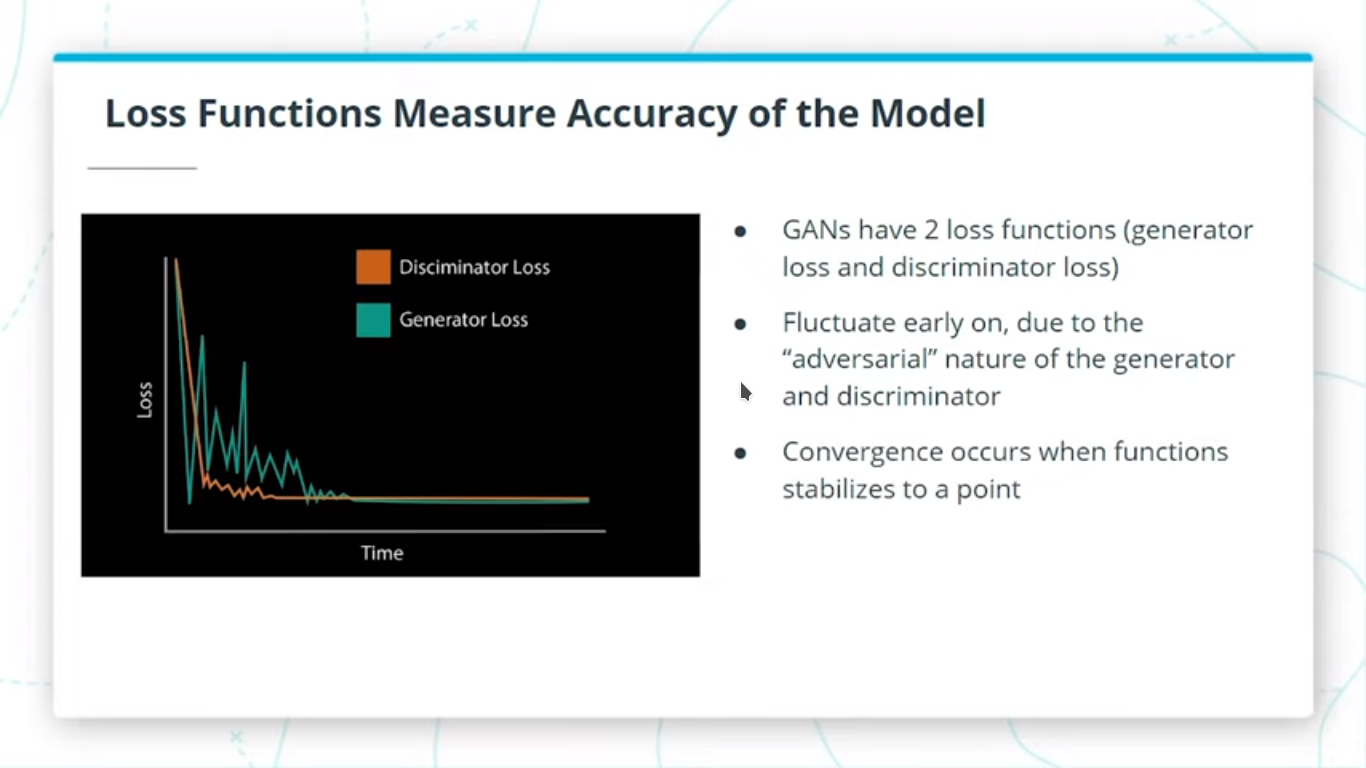 Loss Functions Measure Accuracy of the Model
Disciminator Loss
Generator Loss
Loss
Time
● GANs have 2 loss functions (generator
loss and discriminator loss)
● Fluctuate early on, due to the
“adversarial” nature of the generator
and discriminator
● Convergence occurs when functions
stabilizes to a point